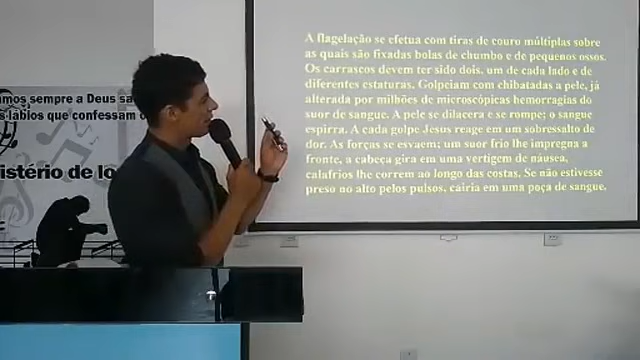 A flagelação se efetua com tiras de couro múltiplas sobre
as quais são fixadas bolas de chumbo e de pequenos ossos.
Os carrascos devem ter sido dois, um de cada lado e de
diferentes estaturas. Golpeiam com chibatadas a pele, já
alterada por milhões de microscópicas hemorragias do
suor de sangue. A pele se dilacera e se rompe; o sangue
espirra. A cada golpe Jesus reage em um sobressalto de
dor. As forças se esvaem; um suor frio lhe impregna a
fronte, a cabeça gira em uma vertigem de náusea,
calafrios lhe correm ao longo das costas. Se não estivesse
preso no alto pelos pulsos, cairia em uma poça de sangue.
mos sempre a Deus sa
lábios que confessam o
istério de lo